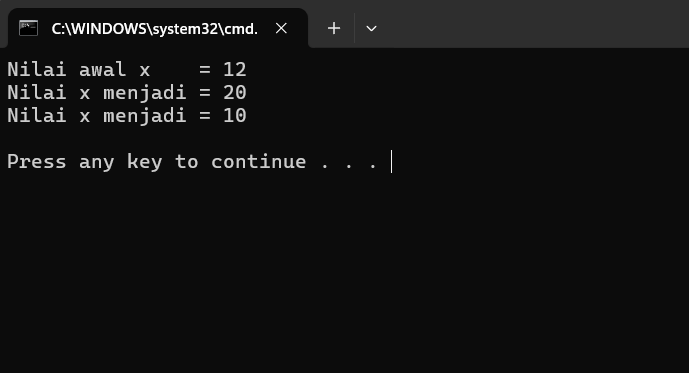 C:\WINDOWS\system32\cmd.
Nilai awal x    = 12
Nilai x menjadi = 20
Nilai x menjadi = 10
Press any key to continue . . .